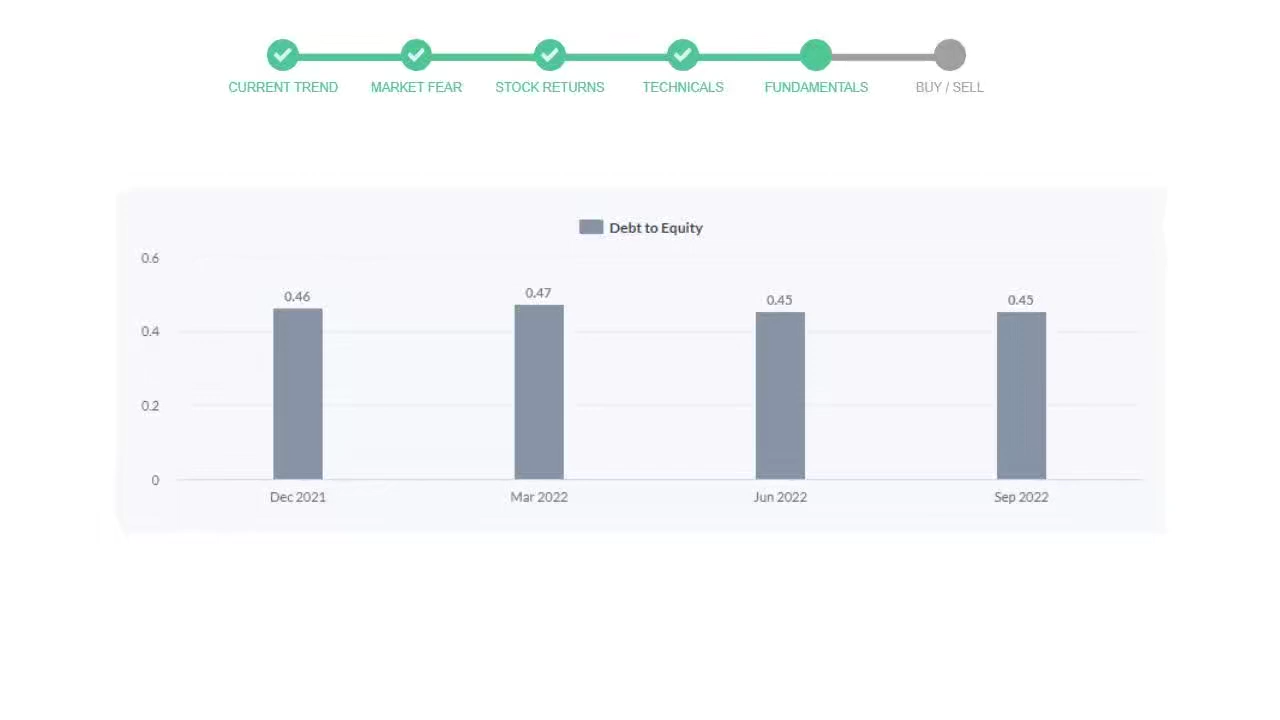 CURRENT TREND MARKET FEAR STOCK RETURNS TECHNICALS FUNDAMENTALS BUY / SELL
Debt to Equity
0.6
0.46 0.47 0.45 0.45
0.4
0.2
0
Dec 2021 Mar 2022 Jun 2022 Sep 2022